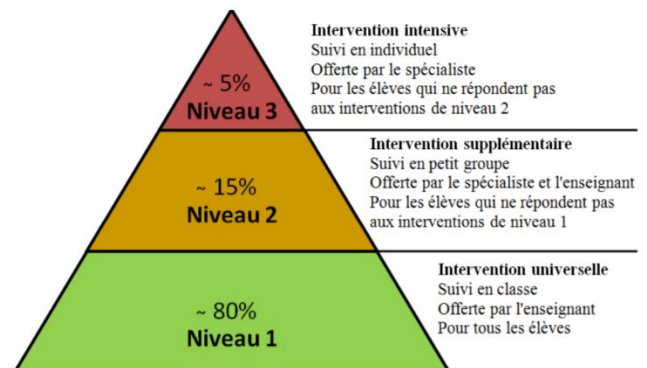 ~ 5%
Niveau 3
Intervention intensive
Suivi en individuel
Offerte par le spécialiste
Pour les élèves qui ne répondent pas
aux interventions de niveau 2
~ 15%
Niveau 2
Intervention supplémentaire
Suivi en petit groupe
Offerte par le spécialiste et l'enseignant
Pour les élèves qui ne répondent pas
aux interventions de niveau 1
~ 80%
Niveau 1
Intervention universelle
Suivi en classe
Offerte par l'enseignant
Pour tous les élèves